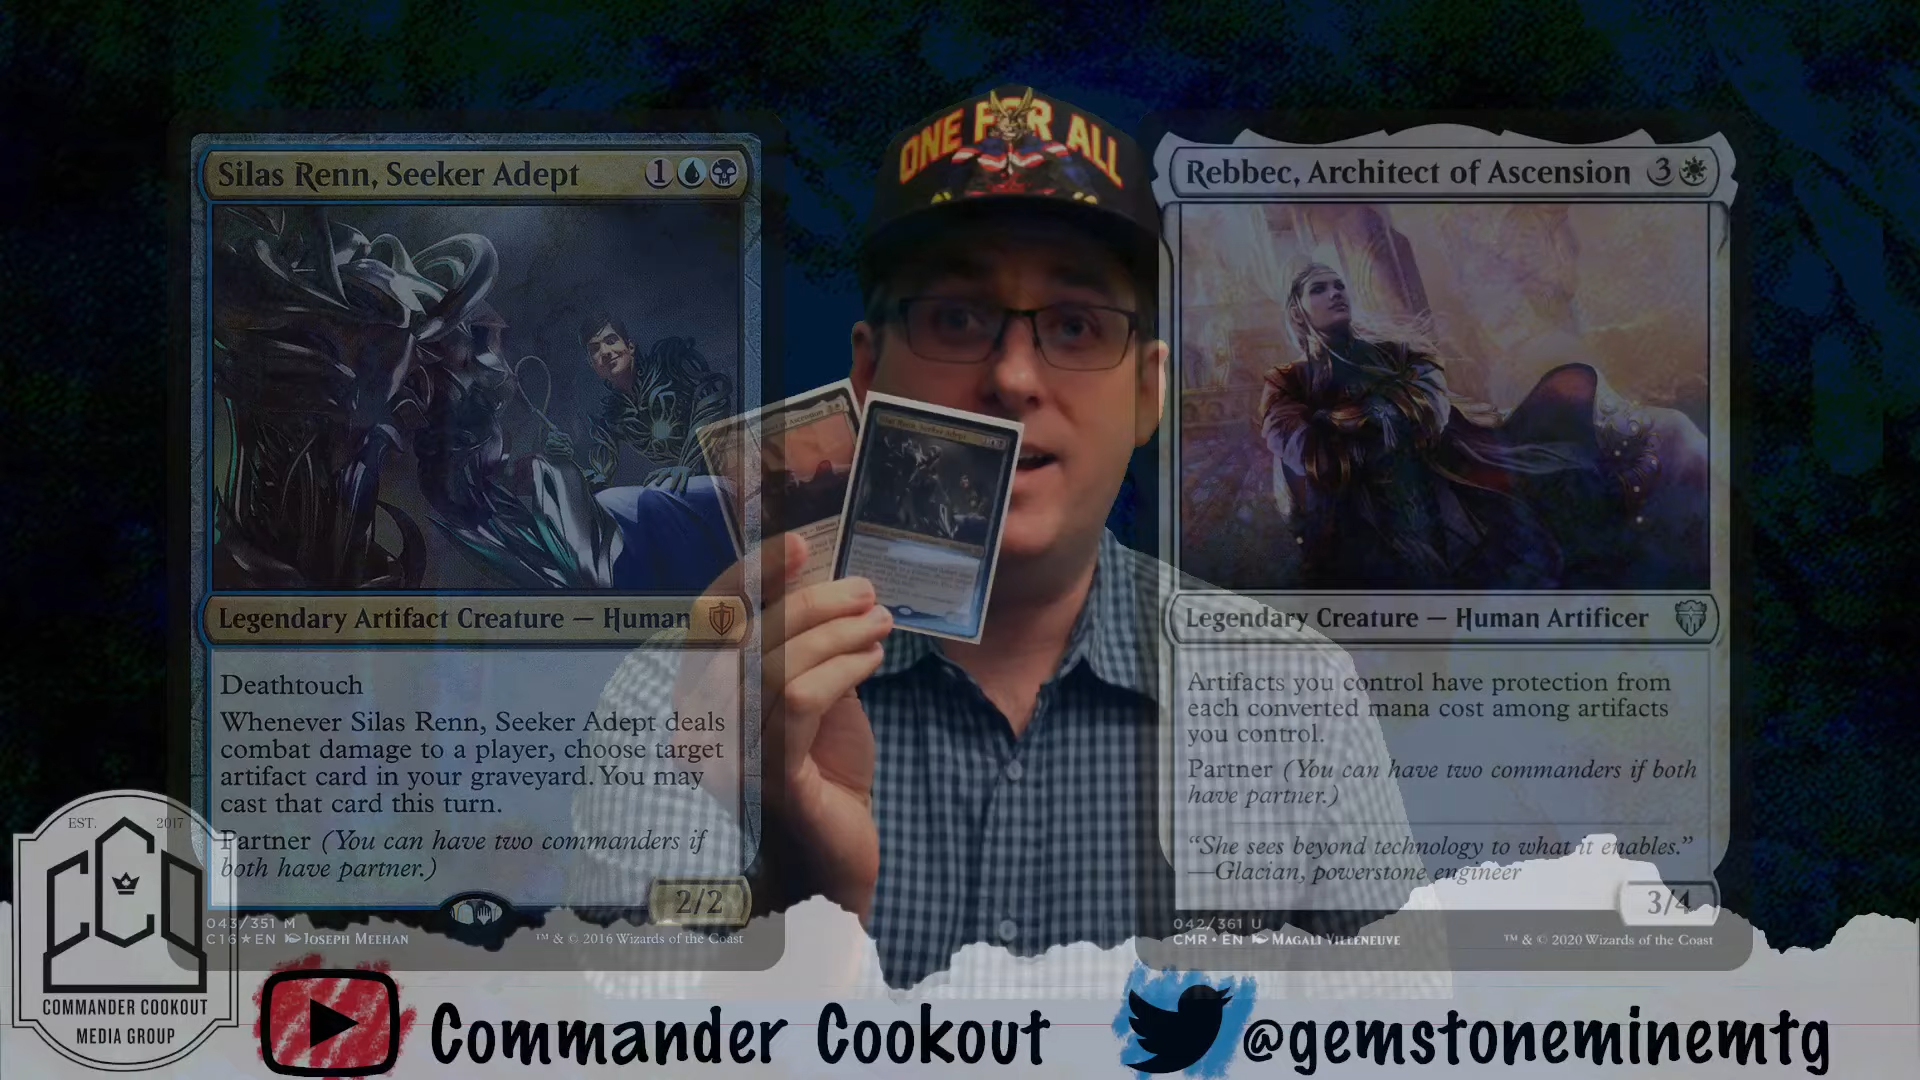 ONE FOR ALL
Silas Renn, Seeker Adept 1
Legendary Artifact Creature — Human
Deathtouch
Whenever Silas Renn, Seeker Adept deals
combat damage to a player, choose target
artifact card in your graveyard. You may
cast that card this turn.
Partner (You can have two commanders if
both have partner.)
2/2
043/351 M
C16★EN Joseph Meehan
™ & © 2016 Wizards of the Coast
Rebbec, Architect of Ascension 3
Legendary Creature — Human Artificer
Artifacts you control have protection from
each converted mana cost among artifacts
you control.
Partner (You can have two commanders if both
have partner.)
“She sees beyond technology to what it enables.”
—Glacian, powerstone engineer
3/4
042/361 U
CMR • EN Magali Villeneuve
™ & © 2020 Wizards of the Coast
Silas Renn, Seeker Adept
EST. 2017
CCO
COMMANDER COOKOUT
MEDIA GROUP
Commander Cookout
@gemstoneminemtg